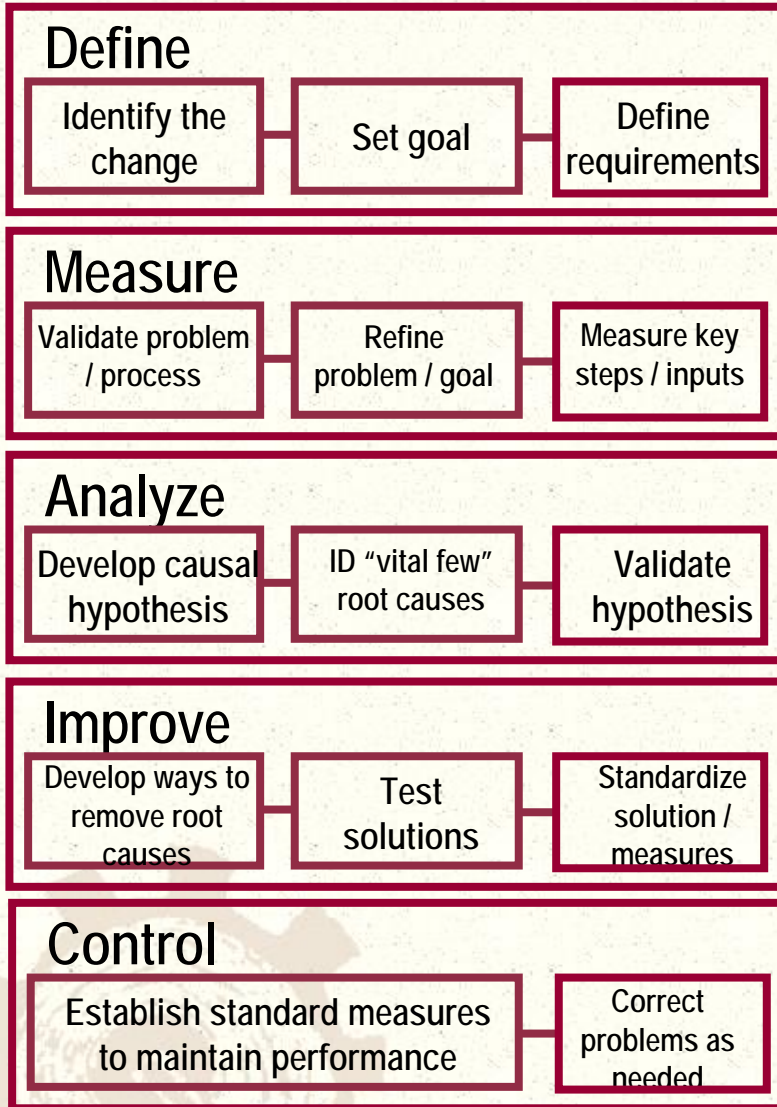 Define
Identify the
change
Set goal
Define
requirements
Measure
Validate problem
/ process
Refine
problem / goal
Measure key
steps / inputs
Analyze
Develop causal
hypothesis
ID “vital few”
root causes
Validate
hypothesis
Improve
Develop ways to
remove root
causes
Test
solutions
Standardize
solution /
measures
Control
Establish standard measures
to maintain performance
Correct
problems as
needed